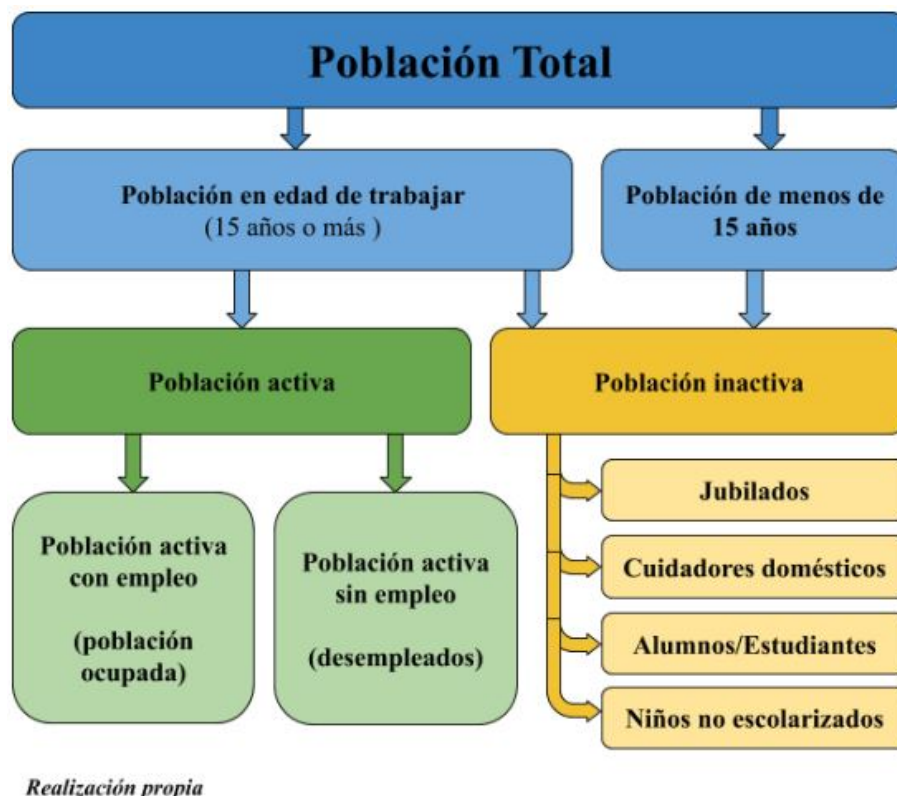 Población Total
Población en edad de trabajar
(15 años o más )
Población de menos de
15 años
Población activa
Población inactiva
Población activa
con empleo
(población
ocupada)
Población activa
sin empleo
(desempleados)
Jubilados
Cuidadores domésticos
Alumnos/Estudiantes
Niños no escolarizados
Realización propia